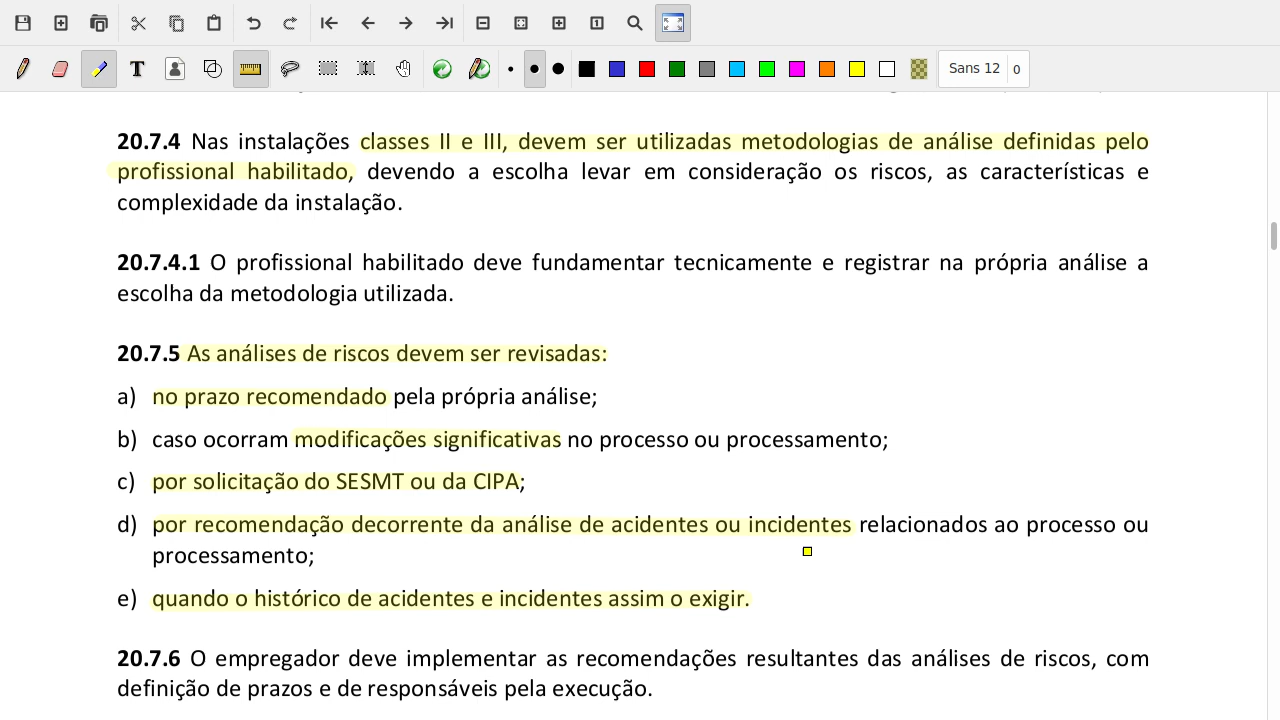 Sans 12
0
20.7.4 Nas instalações classes II e III, devem ser utilizadas metodologias de análise definidas pelo
profissional habilitado, devendo a escolha levar em consideração os riscos, as características e
complexidade da instalação.
20.7.4.1 O profissional habilitado deve fundamentar tecnicamente e registrar na própria análise a
escolha da metodologia utilizada.
20.7.5 As análises de riscos devem ser revisadas:
a) no prazo recomendado pela própria análise;
b) caso ocorram modificações significativas no processo ou processamento;
c) por solicitação do SESMT ou da CIPA;
d) por recomendação decorrente da análise de acidentes ou incidentes relacionados ao processo ou
processamento;
e) quando o histórico de acidentes e incidentes assim o exigir.
20.7.6 O empregador deve implementar as recomendações resultantes das análises de riscos, com
definição de prazos e de responsáveis pela execução.